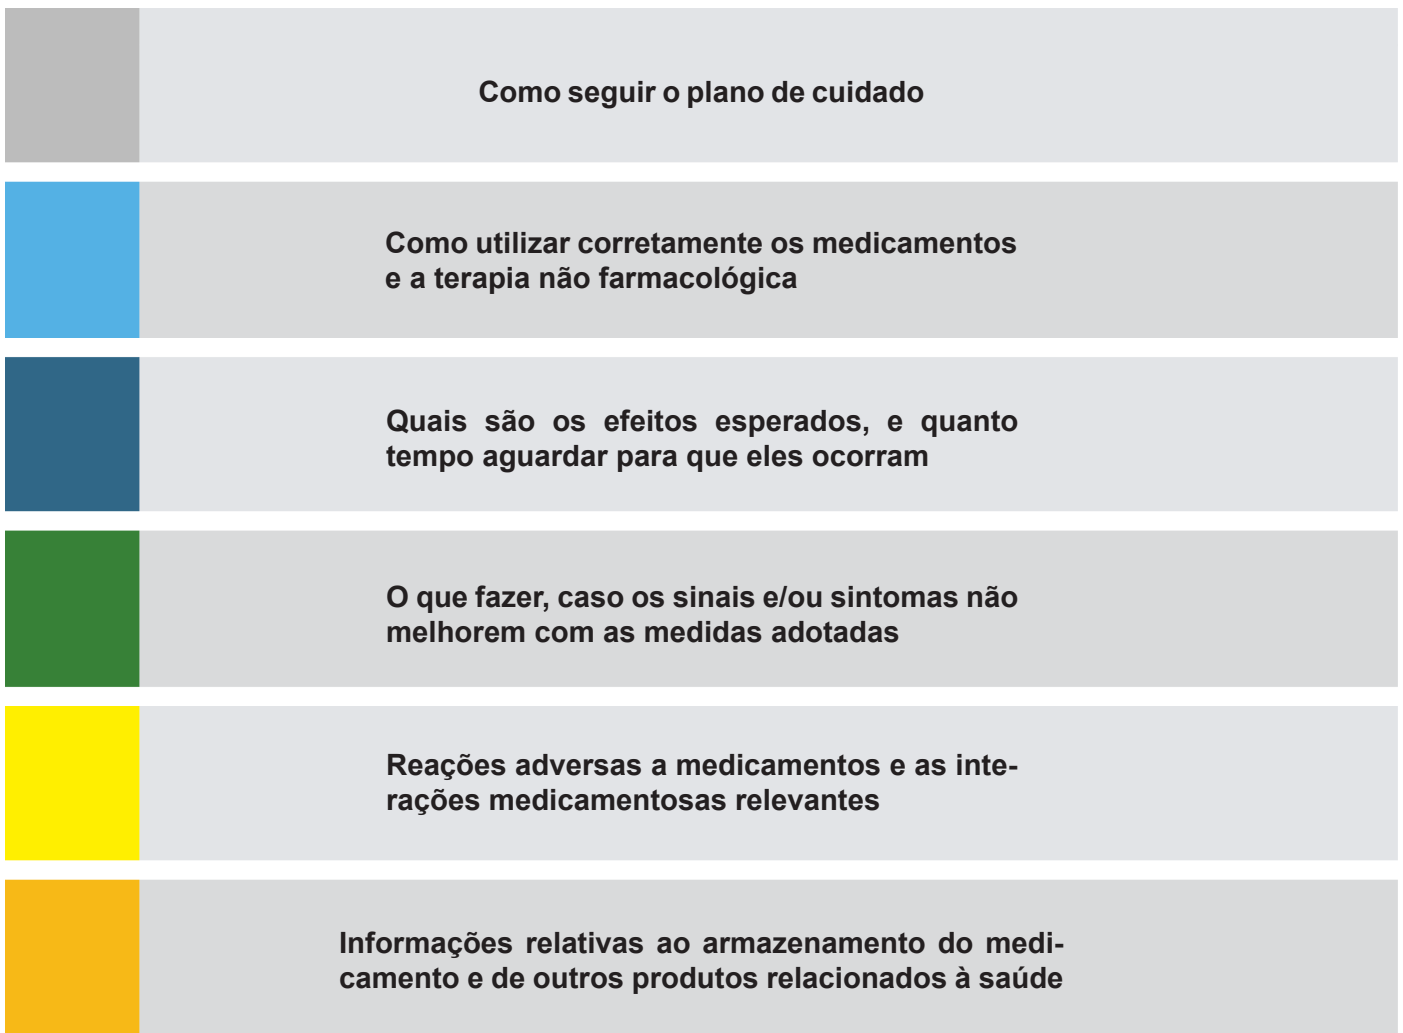 Como seguir o plano de cuidado
Como utilizar corretamente os medicamentos
e a terapia não farmacológica
Quais são os efeitos esperados, e quanto
tempo aguardar para que eles ocorram
O que fazer, caso os sinais e/ou sintomas não
melhorem com as medidas adotadas
Reações adversas a medicamentos e as inte-
rações medicamentosas relevantes
Informações relativas ao armazenamento do medi-
camento e de outros produtos relacionados à saúde